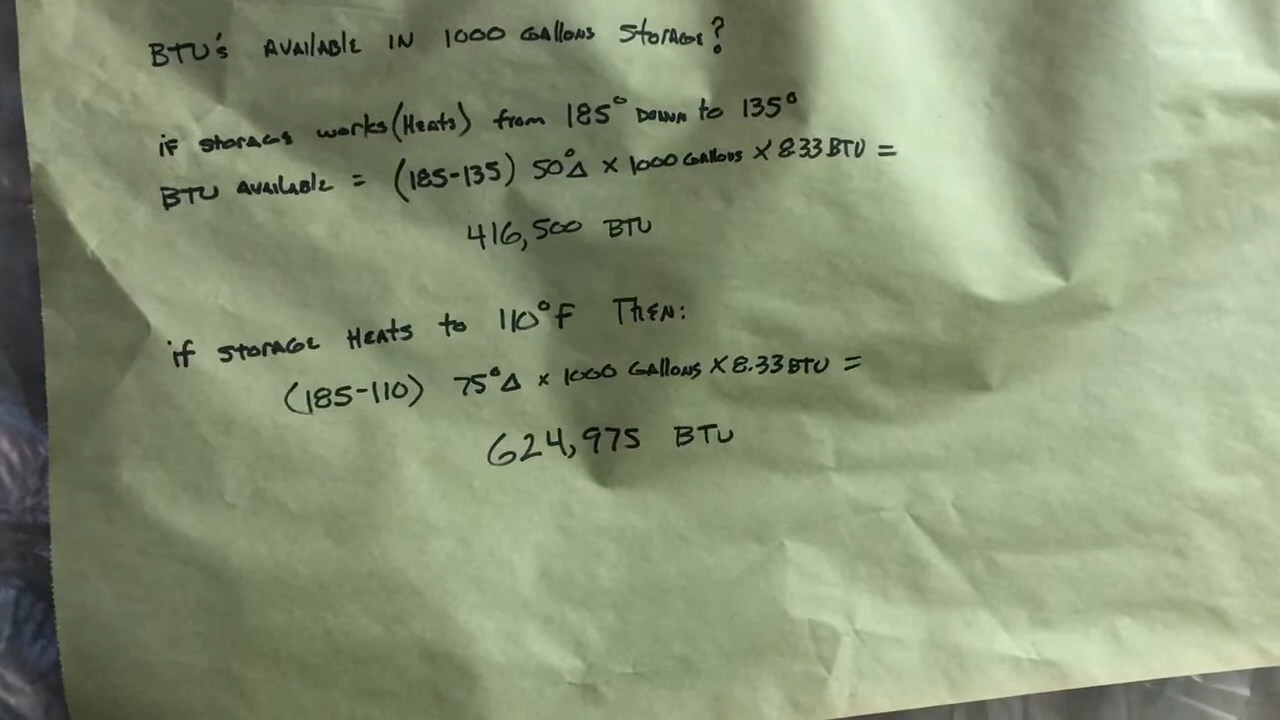 BTU's AVAILABLE IN 1000 GALLONS STORAGE?
if STORAGE works (HEATS) from 185° DOWN to 135°
BTU AVAILABLE = (185-135) 50°Δ x 1000 GALLONS x 8.33 BTU =
416,500 BTU
if STORAGE HEATS to 110°F THEN:
(185-110) 75°Δ x 1000 GALLONS x 8.33 BTU =
624,975 BTU